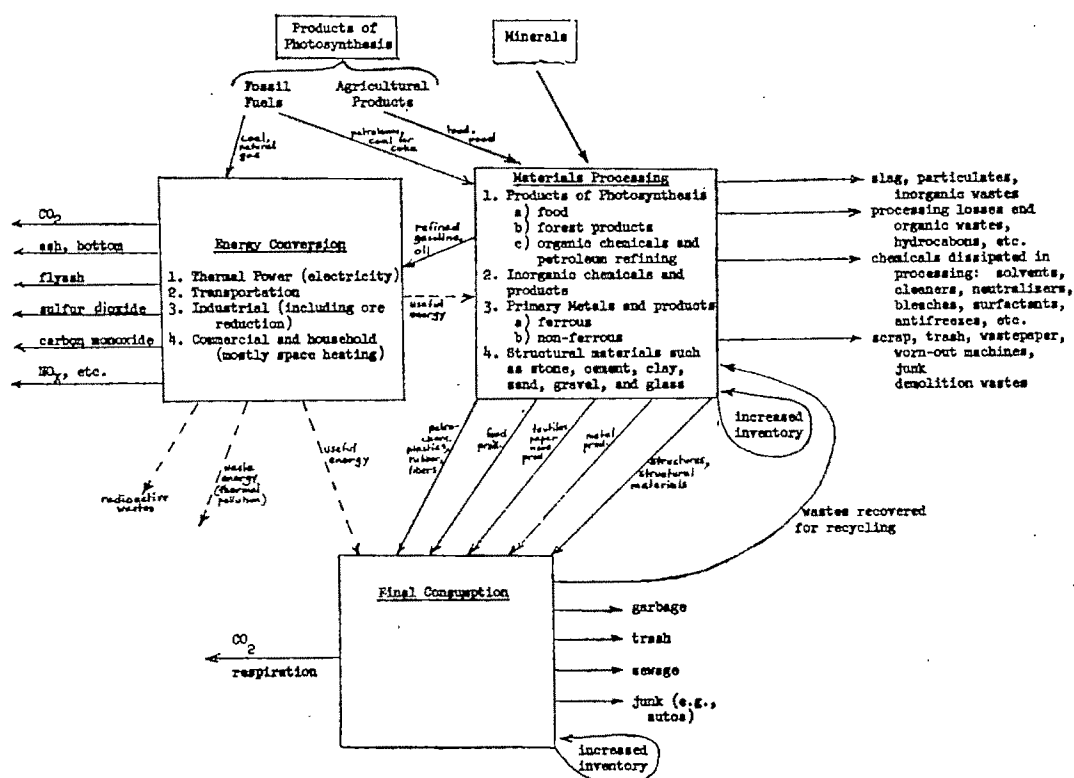 Products of
Photosynthesis
Minerals
Fossil
Fuels
Agricultural
Products
coal,
natural
gas
petroleum,
coal for
coke
food,
wood
Materials Processing
1. Products of Photosynthesis
a) food
b) forest products
c) organic chemicals and
petroleum refining
2. Inorganic chemicals and
products
3. Primary Metals and products
a) ferrous
b) non-ferrous
4. Structural materials such
as stone, cement, clay,
sand, gravel, and glass
Energy Conversion
1. Thermal Power (electricity)
2. Transportation
3. Industrial (including ore
reduction)
4. Commercial and household
(mostly space heating)
refined
gasoline,
oil
useful
energy
CO2
ash, bottom
flyash
sulfur dioxide
carbon monoxide
NOX, etc.
slag, particulates,
inorganic wastes
processing losses and
organic wastes,
hydrocabons, etc.
chemicals dissipated in
processing: solvents,
cleaners, neutralizers,
bleaches, surfactants,
antifreezes, etc.
scrap, trash, wastepaper,
worn-out machines,
junk
demolition wastes
increased
inventory
radioactive
wastes
waste
energy
(thermal
pollution)
useful
energy
petro-
chem,
plastics,
rubber,
fibers
food
prod.
textiles
paper
prod
metal
prod.
structures,
structural
materials
wastes recovered
for recycling
Final Consumption
CO2
respiration
garbage
trash
sewage
junk (e.g.,
autos)
increased
inventory